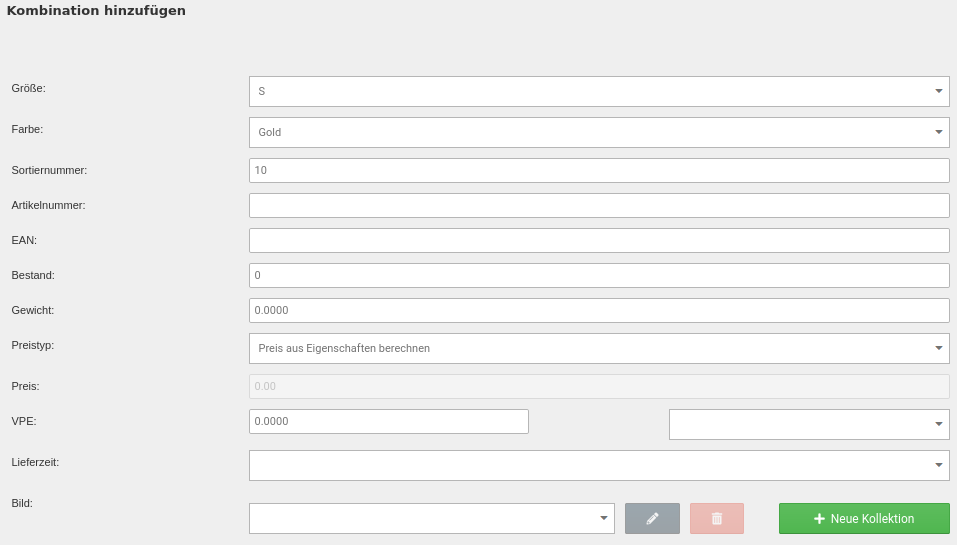 Kombination hinzufügen
Größe: S
Farbe: Gold
Sortiernummer: 10
Artikelnummer:
EAN:
Bestand: 0
Gewicht: 0.0000
Preistyp: Preis aus Eigenschaften berechnen
Preis: 0.00
VPE: 0.0000
Lieferzeit:
Bild:
Neue Kollektion